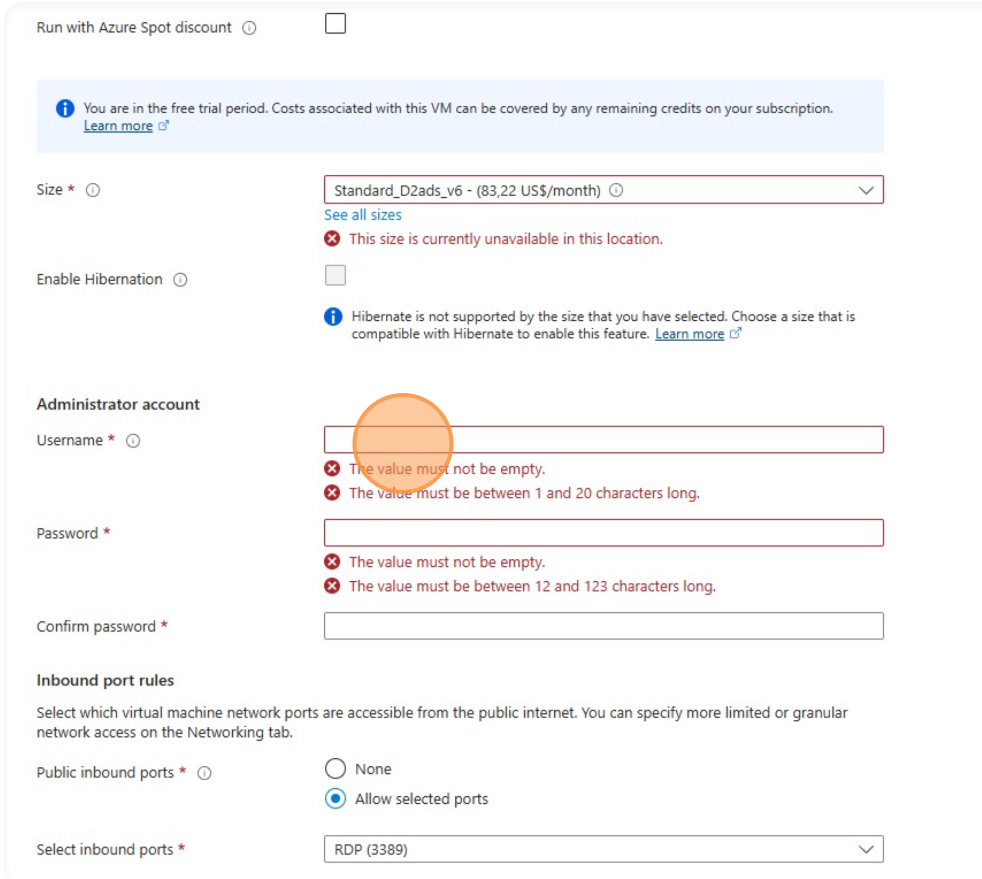 Run with Azure Spot discount
You are in the free trial period. Costs associated with this VM can be covered by any remaining credits on your subscription.
Learn more
Size *
Standard_D2ads_v6 - (83,22 US$/month)
See all sizes
This size is currently unavailable in this location.
Enable Hibernation
Hibernate is not supported by the size that you have selected. Choose a size that is
compatible with Hibernate to enable this feature. Learn more
Administrator account
Username *
The value must not be empty.
The value must be between 1 and 20 characters long.
Password *
The value must not be empty.
The value must be between 12 and 123 characters long.
Confirm password *
Inbound port rules
Select which virtual machine network ports are accessible from the public internet. You can specify more limited or granular
network access on the Networking tab.
Public inbound ports *
None
Allow selected ports
Select inbound ports *
RDP (3389)